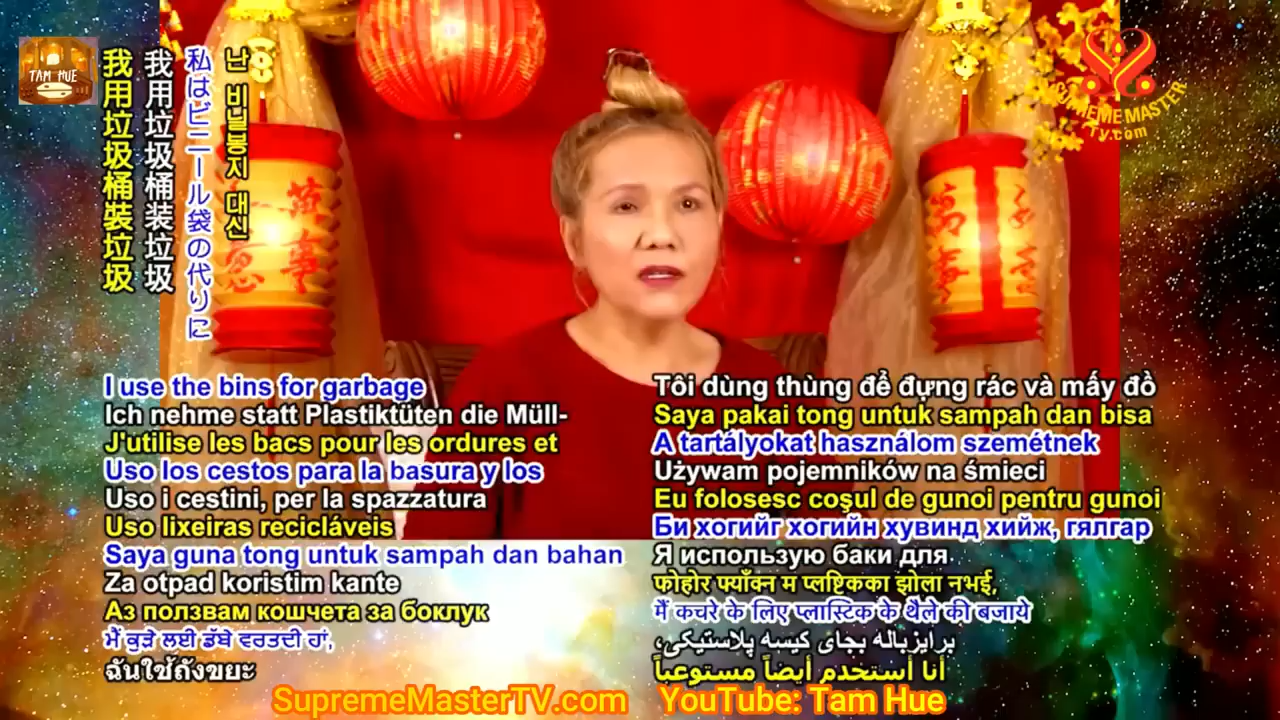 TAM HUE
SUPREME MASTER
TV.com
我用垃圾桶裝垃圾
我用垃圾桶装垃圾
私はビニール袋の代りに
난 비닐봉지 대신
I use the bins for garbage
Ich nehme statt Plastiktüten die Müll-
J'utilise les bacs pour les ordures et
Uso los cestos para la basura y los
Uso i cestini, per la spazzatura
Uso lixeiras recicláveis
Saya guna tong untuk sampah dan bahan
Za otpad koristim kante
Аз ползвам кошчета за боклук
ਮੈਂ ਕੁੜੇ ਲਈ ਡੱਬੇ ਵਰਤਦੀ ਹਾਂ,
ฉันใช้ถังขยะ
Tôi dùng thùng để đựng rác và mấy đồ
Saya pakai tong untuk sampah dan bisa
A tartályokat használom szemétnek
Używam pojemników na śmieci
Eu folosesc coşul de gunoi pentru gunoi
Би хогийг хогийн хувинд хийж, гялгар
Я использую баки для
फोहोर फ्याँक्न म प्लष्टिकका झोला नभई,
मैं कचरे के लिए प्लास्टिक के थैले की बजाये
برایزباله بجای کیسه پلاستیکی،
أنا أستخدم أيضاً مستوعباً
SupremeMasterTV.com YouTube: Tam Hue